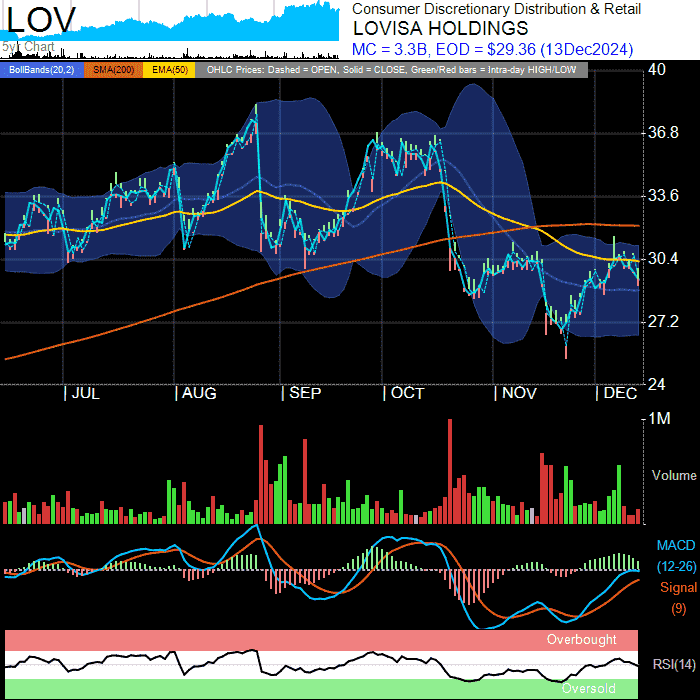 LOV
5yr Chart
Consumer Discretionary Distribution & Retail
LOVISA HOLDINGS
MC = 3.3B, EOD = $29.36 (13Dec2024)
BollBands(20,2) SMA(200) EMA(50) OHLC Prices: Dashed = OPEN, Solid = CLOSE, Green/Red bars = Intra-day HIGH/LOW
40
36.8
33.6
30.4
27.2
24
| JUL | AUG | SEP | OCT | NOV | DEC
1M
Volume
MACD
(12-26)
Signal
(9)
Overbought
RSI(14)
Oversold